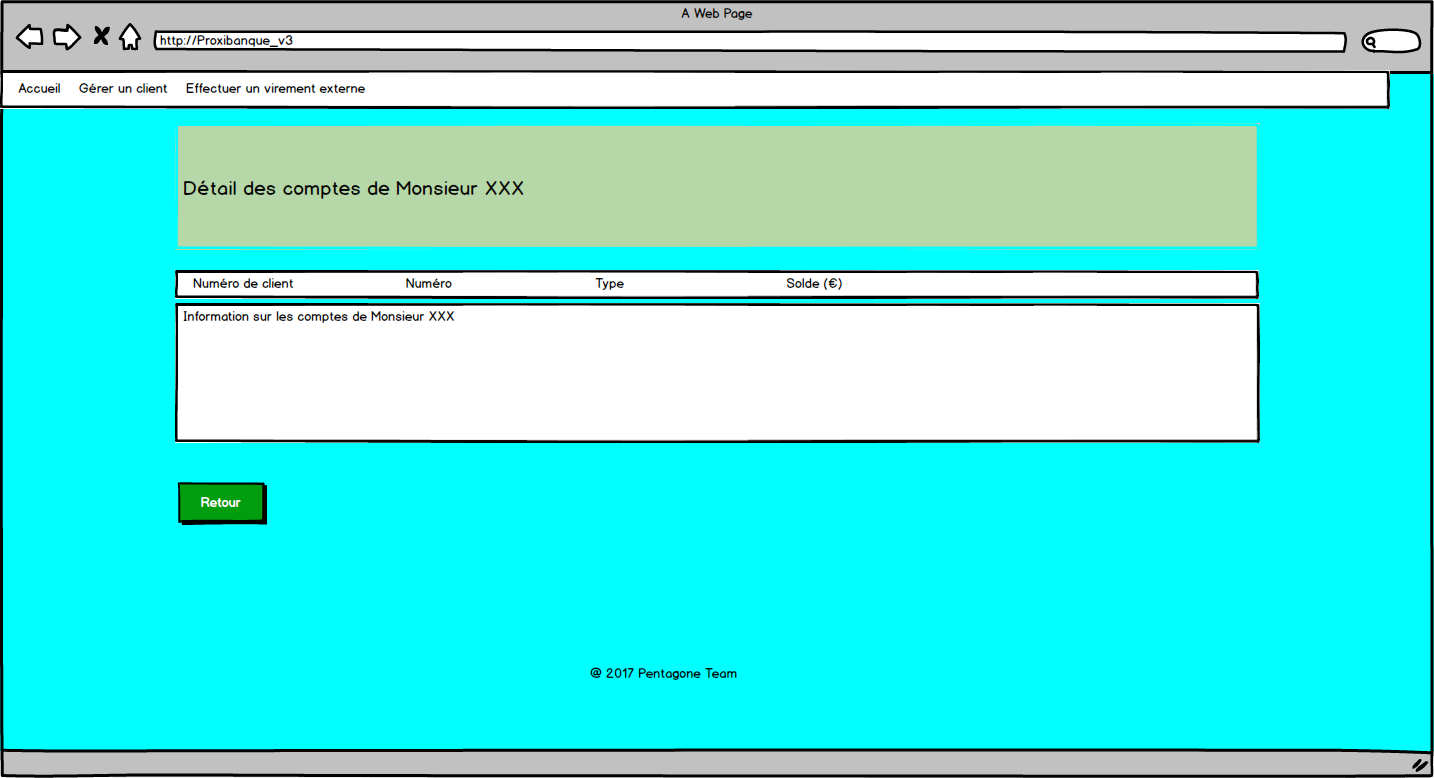 A Web Page
http://Proxibanque_v3
Accueil Gérer un client Effectuer un virement externe
Détail des comptes de Monsieur XXX
Numéro de client Numéro Type Solde (€)
Information sur les comptes de Monsieur XXX
Retour
@ 2017 Pentagone Team